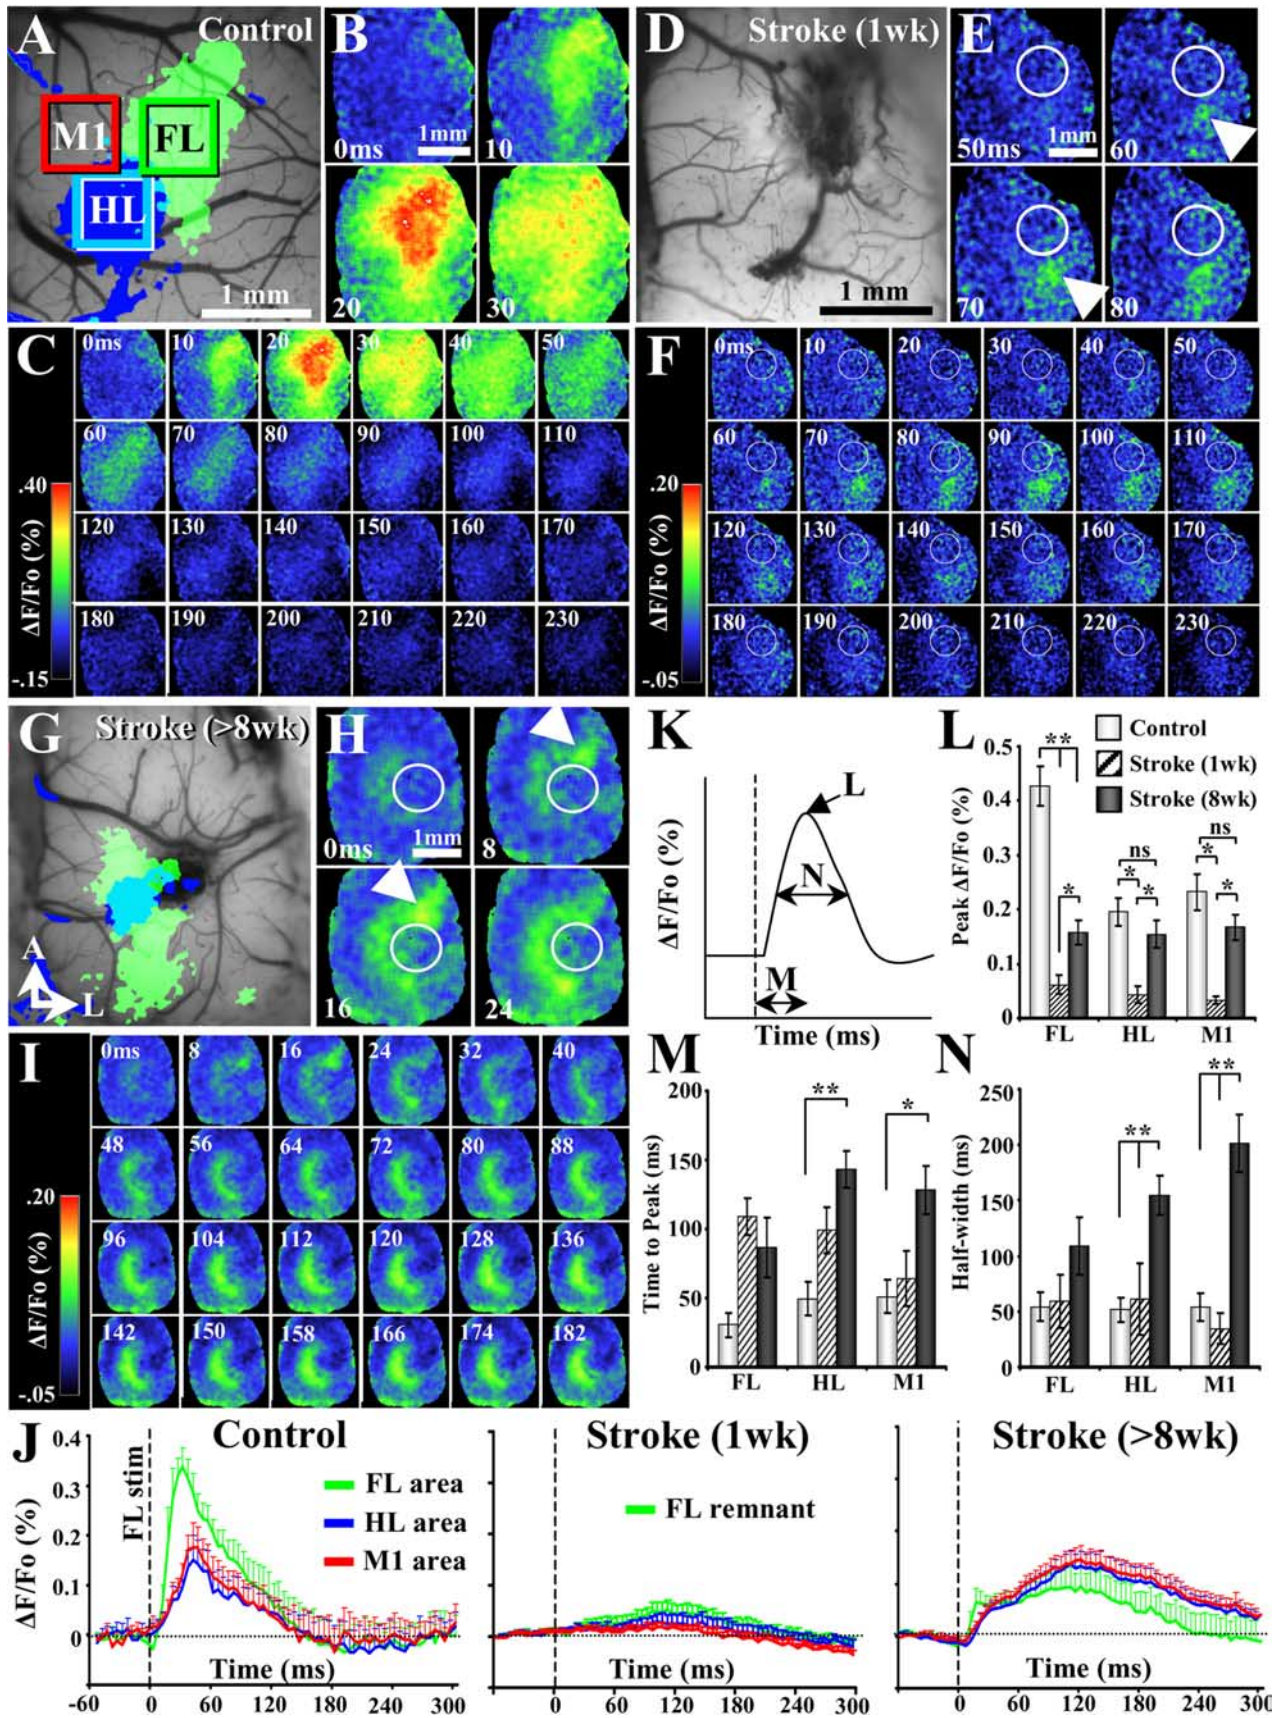 A Control
M1
FL
HL
1 mm
B
0ms
1mm
10
20
30
D Stroke (1wk)
1 mm
E
50ms
1mm
60
70
80
C
0ms 10 20 30 40 50
60 70 80 90 100 110
120 130 140 150 160 170
180 190 200 210 220 230
.40
ΔF/Fo (%)
-.15
F
0ms 10 20 30 40 50
60 70 80 90 100 110
120 130 140 150 160 170
180 190 200 210 220 230
.20
ΔF/Fo (%)
-.05
G Stroke (>8wk)
A
L
H
0ms
1mm
8
16
24
I
0ms 8 16 24 32 40
48 56 64 72 80 88
96 104 112 120 128 136
142 150 158 166 174 182
.20
ΔF/Fo (%)
-.05
K
L
N
M
ΔF/Fo (%)
Time (ms)
L
Control
Stroke (1wk)
Stroke (8wk)
Peak ΔF/Fo (%)
0.5
0.4
0.3
0.2
0.1
0
**
*
ns
*
*
ns
*
*
FL HL M1
M
Time to Peak (ms)
200
150
100
50
0
**
*
FL HL M1
N
Half-width (ms)
250
200
150
100
50
0
**
**
FL HL M1
J
Control
FL stim
FL area
HL area
M1 area
ΔF/Fo (%)
0.4
0.3
0.2
0.1
0
Time (ms)
-60 0 60 120 180 240 300
Stroke (1wk)
FL remnant
Time (ms)
0 60 120 180 240 300
Stroke (>8wk)
Time (ms)
0 60 120 180 240 300